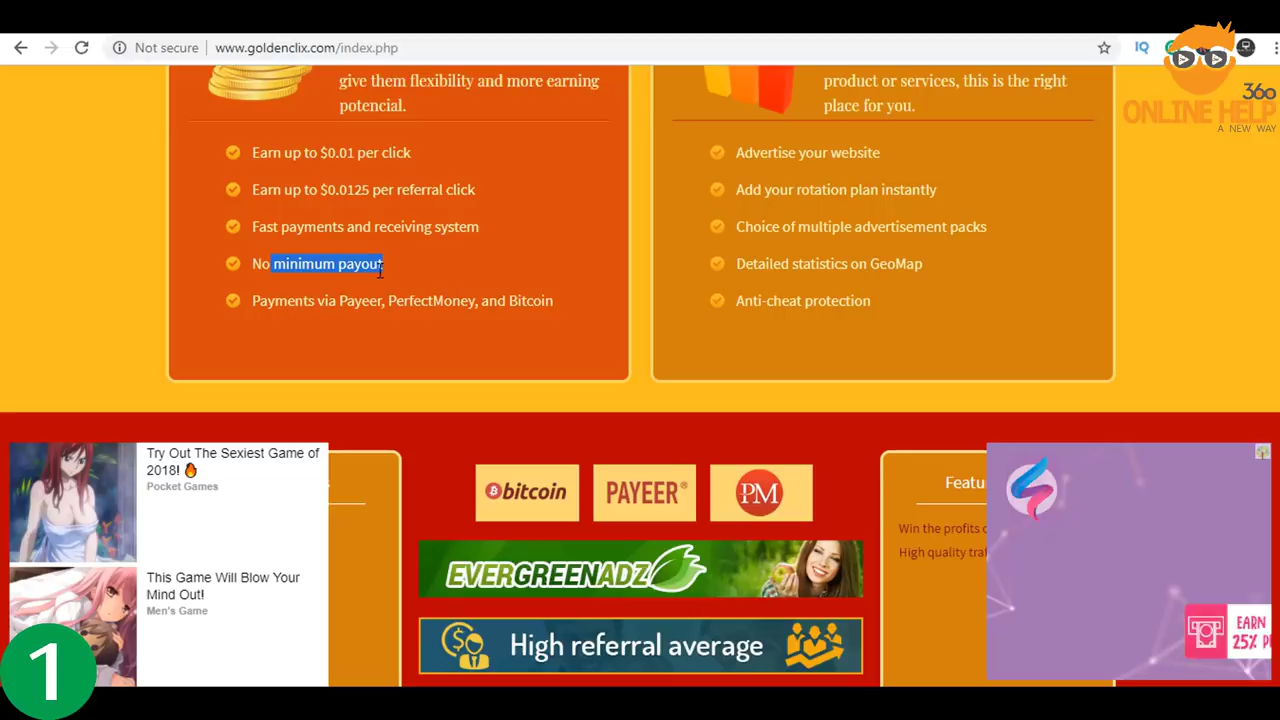 Not secure
www.goldenclix.com/index.php
IQ
36o
ONLINE HELP
A NEW WAY
give them flexibility and more earning
potencial.
Earn up to $0.01 per click
Earn up to $0.0125 per referral click
Fast payments and receiving system
No minimum payout
Payments via Payeer, PerfectMoney, and Bitcoin
product or services, this is the right
place for you.
Advertise your website
Add your rotation plan instantly
Choice of multiple advertisement packs
Detailed statistics on GeoMap
Anti-cheat protection
Try Out The Sexiest Game of
2018!
Pocket Games
This Game Will Blow Your
Mind Out!
Men's Game
bitcoin
PAYEER®
PM
EVERGREENADZ
High referral average
Win the profits
EARN
25%
1